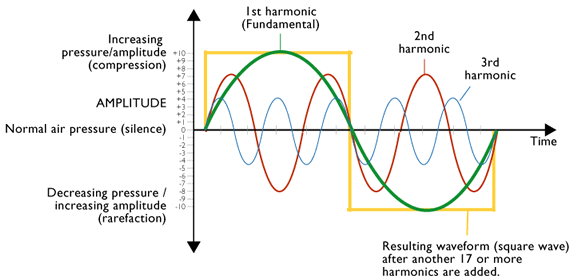 1st harmonic
(Fundamental)
Increasing
pressure/amplitude
(compression)
2nd
harmonic
3rd
harmonic
+10
+9
+8
+7
+6
+5
+4
+3
+2
+1
AMPLITUDE
Normal air pressure (silence)
0
Time
-1
-2
-3
-4
-5
-6
-7
-8
-9
-10
Decreasing pressure /
increasing amplitude
(rarefaction)
Resulting waveform (square wave)
after another 17 or more
harmonics are added.